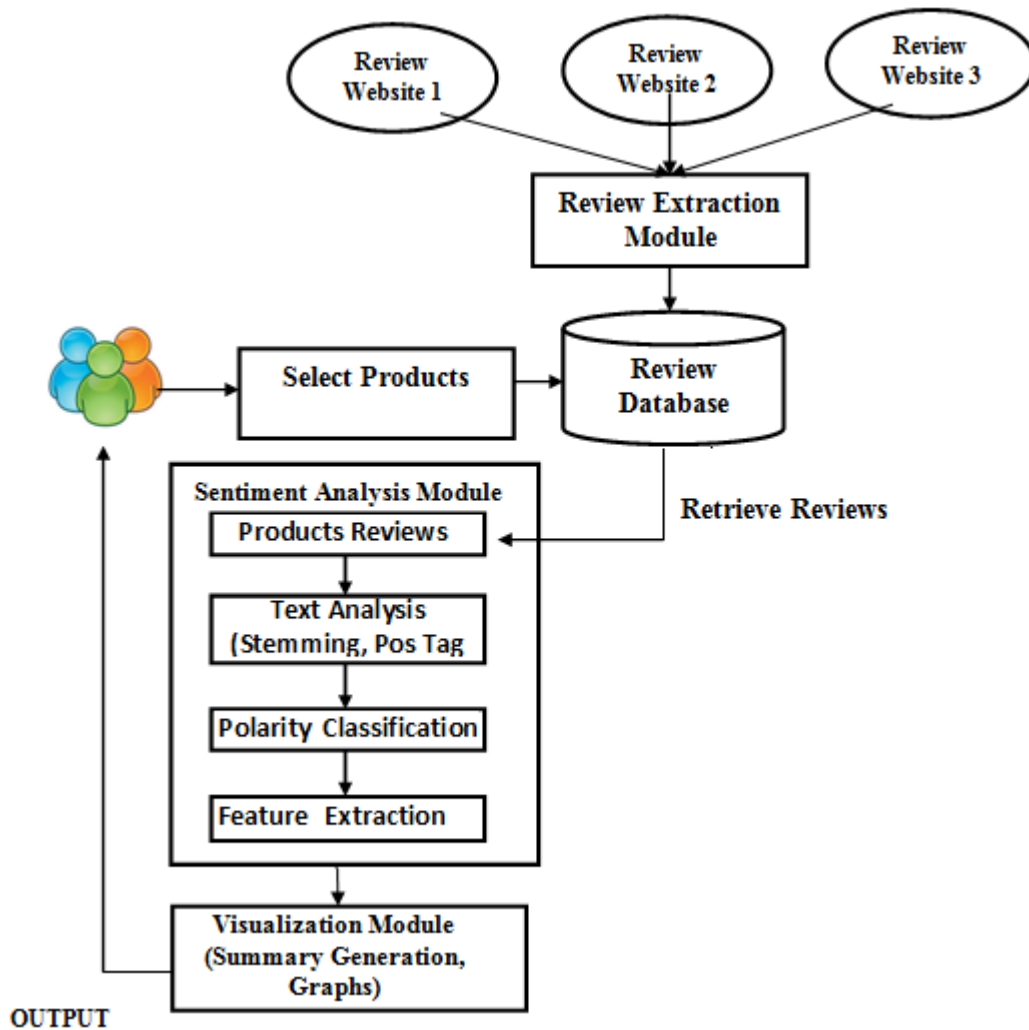 Review
Website 1
Review
Website 2
Review
Website 3
Review Extraction
Module
Select Products
Review
Database
Sentiment Analysis Module
Retrieve Reviews
Products Reviews
Text Analysis
(Stemming, Pos Tag
Polarity Classification
Feature Extraction
Visualization Module
(Summary Generation,
Graphs)
OUTPUT